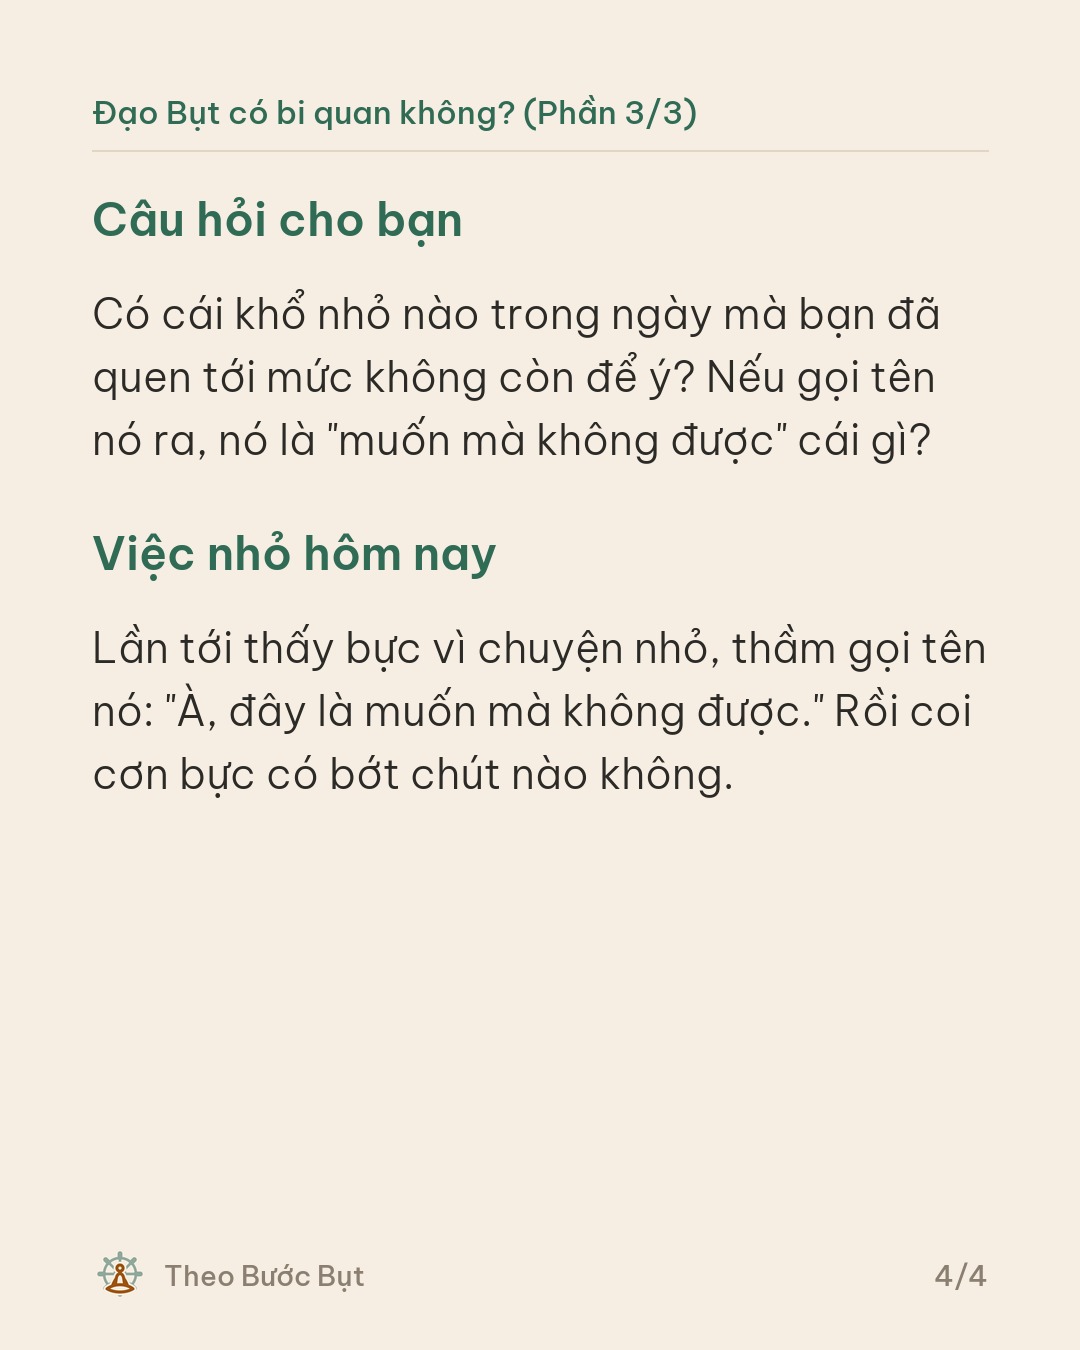 Đạo Bụt có bi quan không? (Phần 3/3)
Câu hỏi cho bạn
Có cái khổ nhỏ nào trong ngày mà bạn đã
quen tới mức không còn để ý? Nếu gọi tên
nó ra, nó là "muốn mà không được" cái gì?
Việc nhỏ hôm nay
Lần tới thấy bực vì chuyện nhỏ, thầm gọi tên
nó: "À, đây là muốn mà không được." Rồi coi
cơn bực có bớt chút nào không.
Theo Bước Bụt
4/4